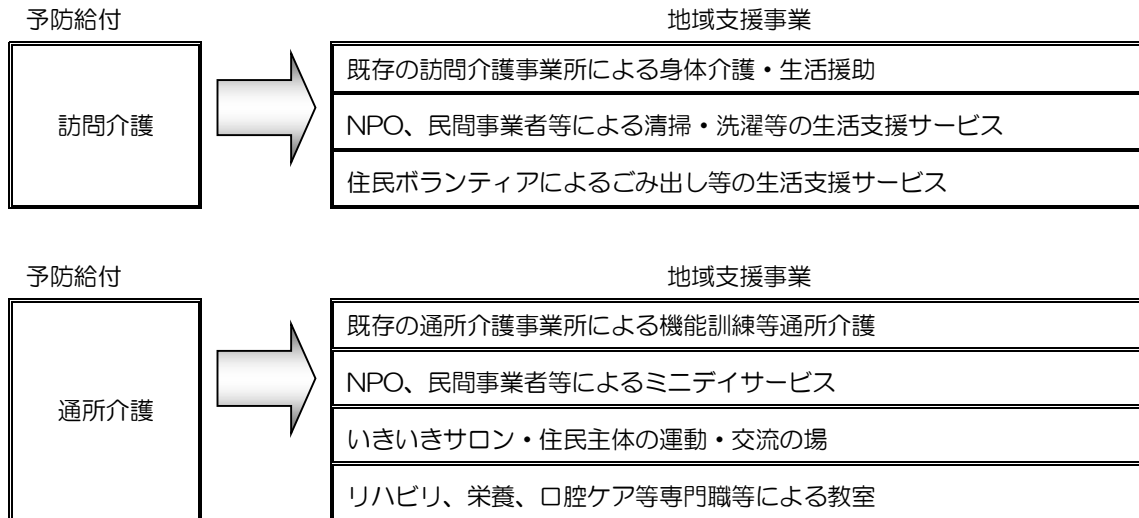 予防給付
地域支援事業
訪問介護
既存の訪問介護事業所による身体介護・生活援助
NPO、民間事業者等による清掃・洗濯等の生活支援サービス
住民ボランティアによるごみ出し等の生活支援サービス
予防給付
地域支援事業
通所介護
既存の通所介護事業所による機能訓練等通所介護
NPO、民間事業者等によるミニデイサービス
いきいきサロン・住民主体の運動・交流の場
リハビリ、栄養、口腔ケア等専門職等による教室